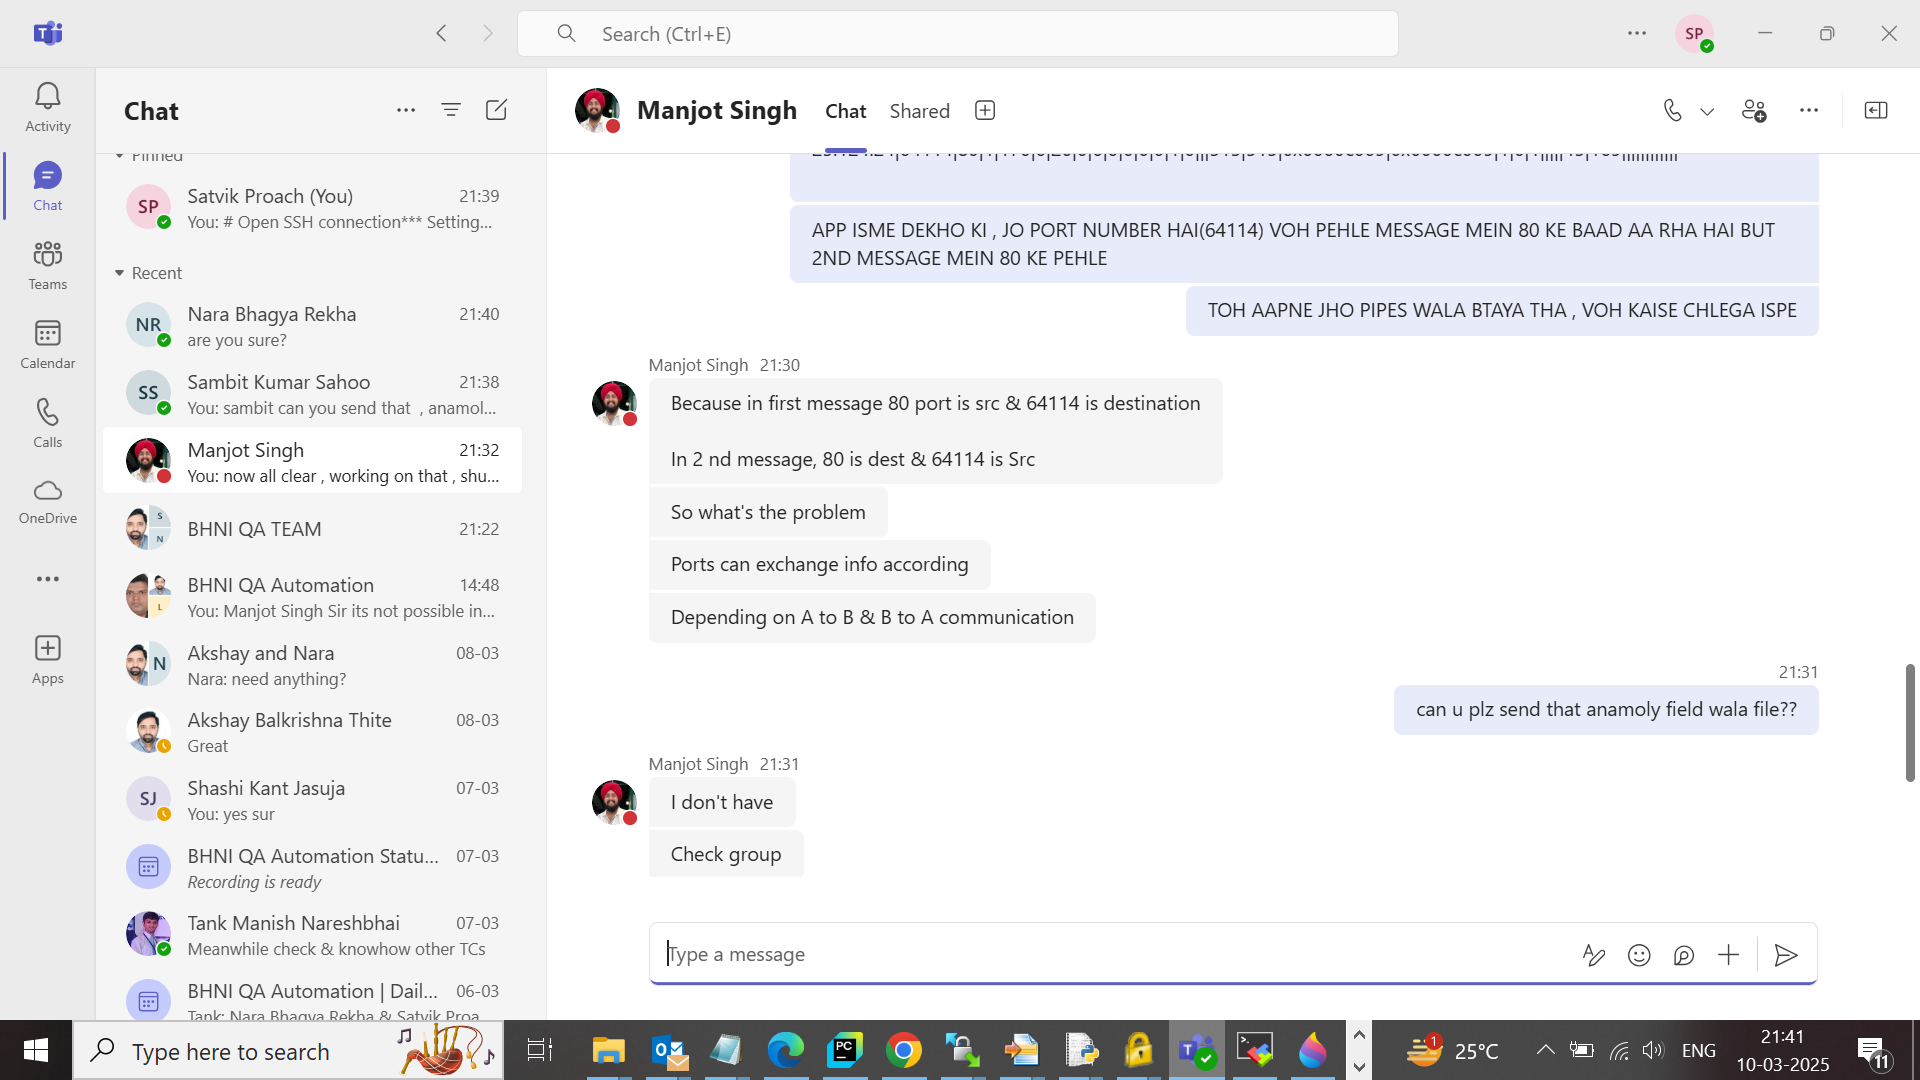 Search (Ctrl+E)
SP
Activity
Chat
Teams
Calendar
Calls
OneDrive
Apps
Chat
Pinned
SP
Satvik Proach (You)
21:39
You: # Open SSH connection*** Setting...
Recent
NR
Nara Bhagya Rekha
21:40
are you sure?
SS
Sambit Kumar Sahoo
21:38
You: sambit can you send that , anamol...
Manjot Singh
21:32
You: now all clear , working on that , shu...
S
N
BHNI QA TEAM
21:22
L
BHNI QA Automation
14:48
You: Manjot Singh Sir its not possible in...
N
Akshay and Nara
08-03
Nara: need anything?
Akshay Balkrishna Thite
08-03
Great
SJ
Shashi Kant Jasuja
07-03
You: yes sur
BHNI QA Automation Statu...
07-03
Recording is ready
Tank Manish Nareshbhai
07-03
Meanwhile check & knowhow other TCs
BHNI QA Automation | Dail...
06-03
Tank: Nara Bhagya Rekha & Satvik Proa
Manjot Singh
Chat
Shared
APP ISME DEKHO KI , JO PORT NUMBER HAI(64114) VOH PEHLE MESSAGE MEIN 80 KE BAAD AA RHA HAI BUT
2ND MESSAGE MEIN 80 KE PEHLE
TOH AAPNE JHO PIPES WALA BTAYA THA , VOH KAISE CHLEGA ISPE
Manjot Singh 21:30
Because in first message 80 port is src & 64114 is destination
In 2 nd message, 80 is dest & 64114 is Src
So what's the problem
Ports can exchange info according
Depending on A to B & B to A communication
21:31
can u plz send that anamoly field wala file??
Manjot Singh 21:31
I don't have
Check group
Type a message
Type here to search
PC
1
25°C
ENG
21:41
10-03-2025
11